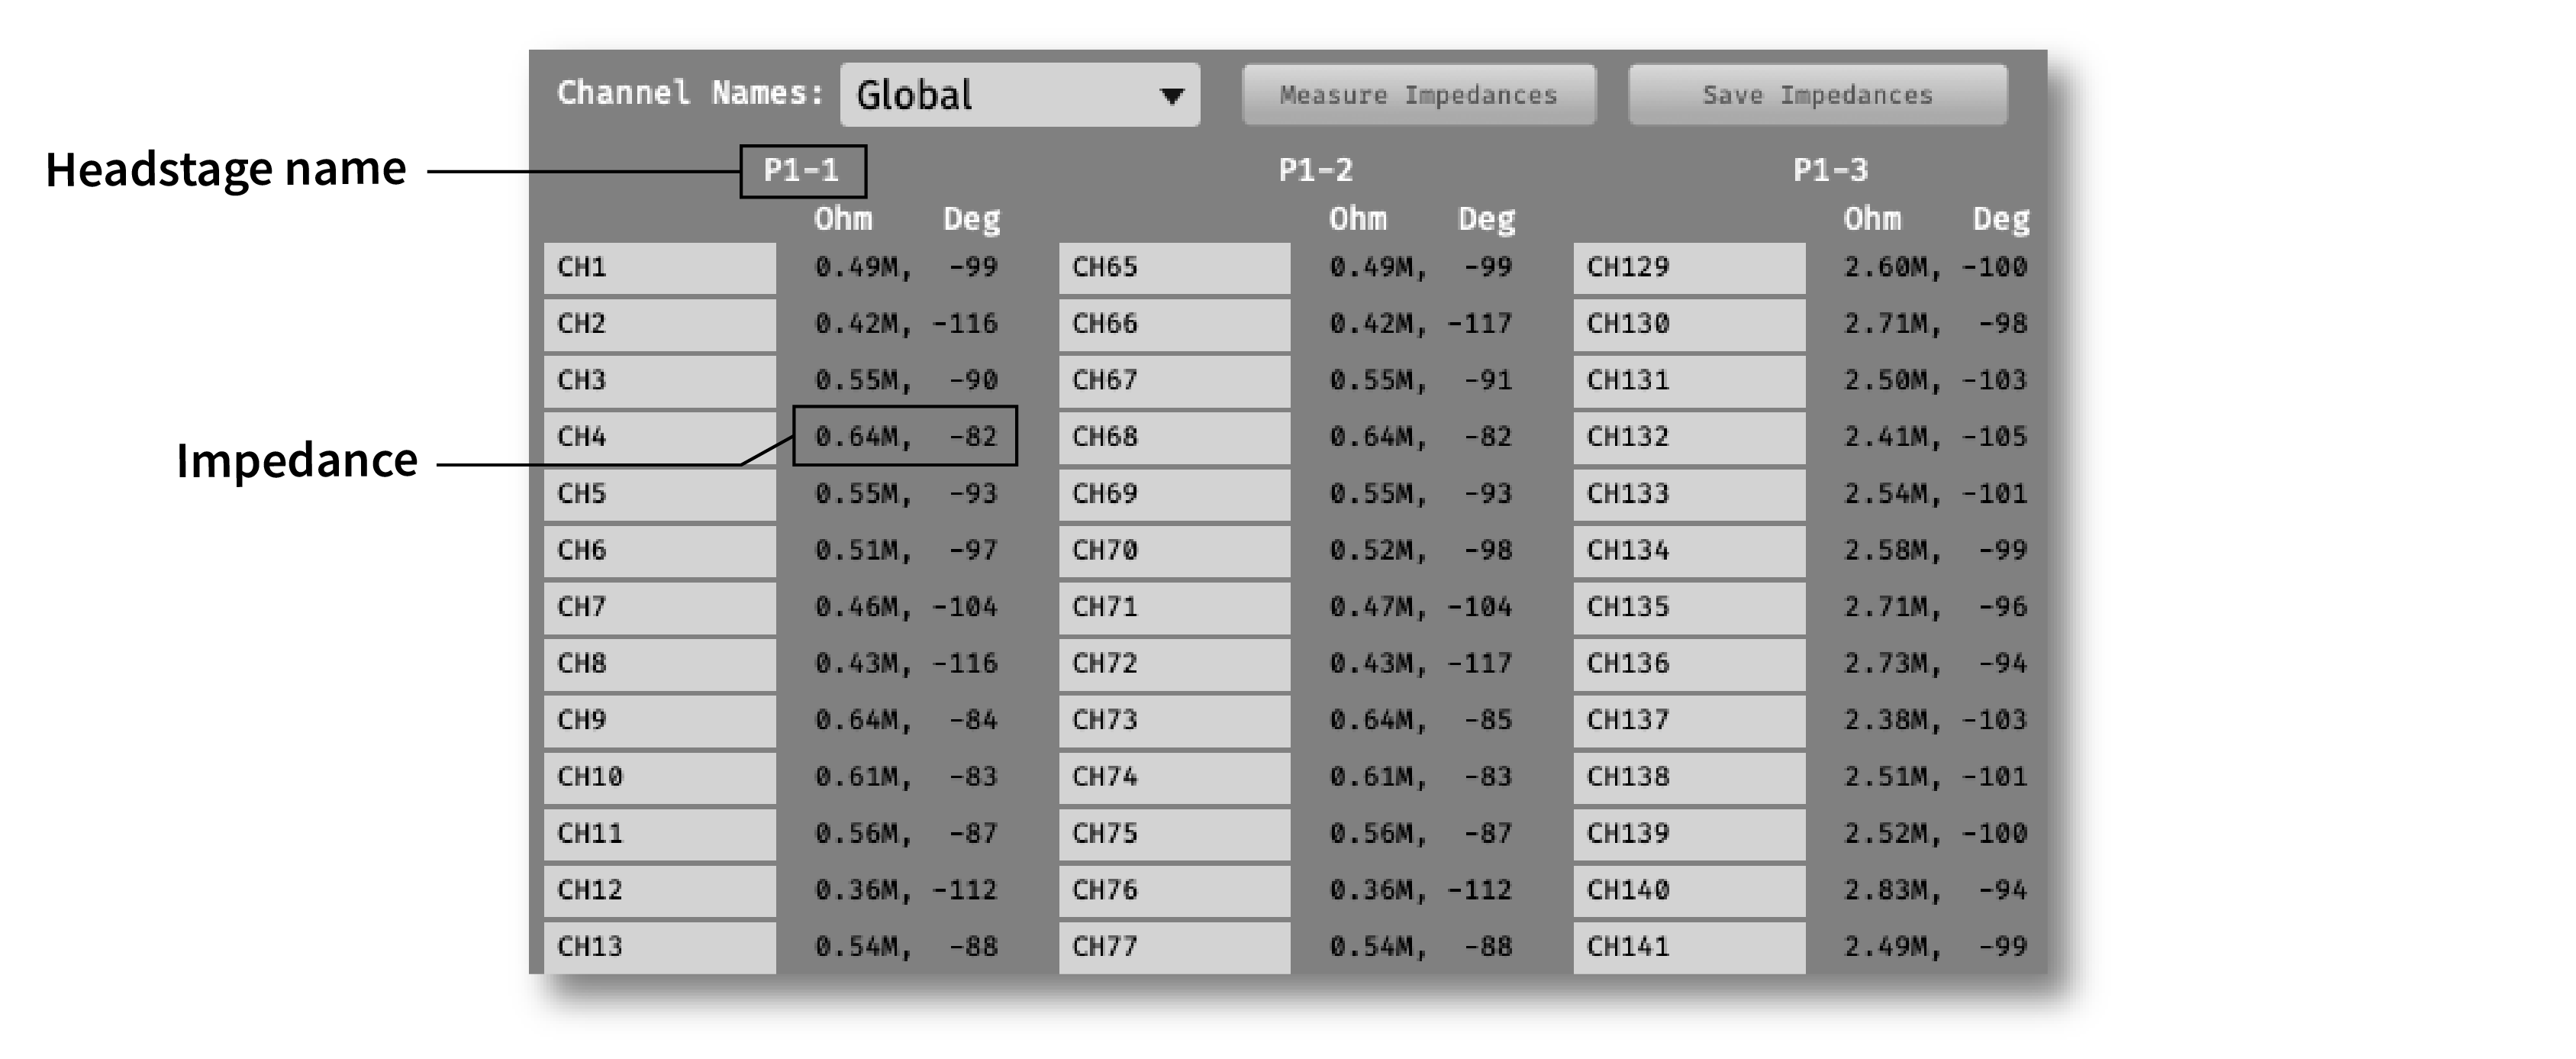 Channel Names: Global Measure Impedances Save Impedances
Headstage name P1-1 P1-2 P1-3
Ohm Deg Ohm Deg Ohm Deg
CH1 0.49M, -99 CH65 0.49M, -99 CH129 2.60M, -100
CH2 0.42M, -116 CH66 0.42M, -117 CH130 2.71M, -98
CH3 0.55M, -90 CH67 0.55M, -91 CH131 2.50M, -103
CH4 0.64M, -82 CH68 0.64M, -82 CH132 2.41M, -105
Impedance
CH5 0.55M, -93 CH69 0.55M, -93 CH133 2.54M, -101
CH6 0.51M, -97 CH70 0.52M, -98 CH134 2.58M, -99
CH7 0.46M, -104 CH71 0.47M, -104 CH135 2.71M, -96
CH8 0.43M, -116 CH72 0.43M, -117 CH136 2.73M, -94
CH9 0.64M, -84 CH73 0.64M, -85 CH137 2.38M, -103
CH10 0.61M, -83 CH74 0.61M, -83 CH138 2.51M, -101
CH11 0.56M, -87 CH75 0.56M, -87 CH139 2.52M, -100
CH12 0.36M, -112 CH76 0.36M, -112 CH140 2.83M, -94
CH13 0.54M, -88 CH77 0.54M, -88 CH141 2.49M, -99